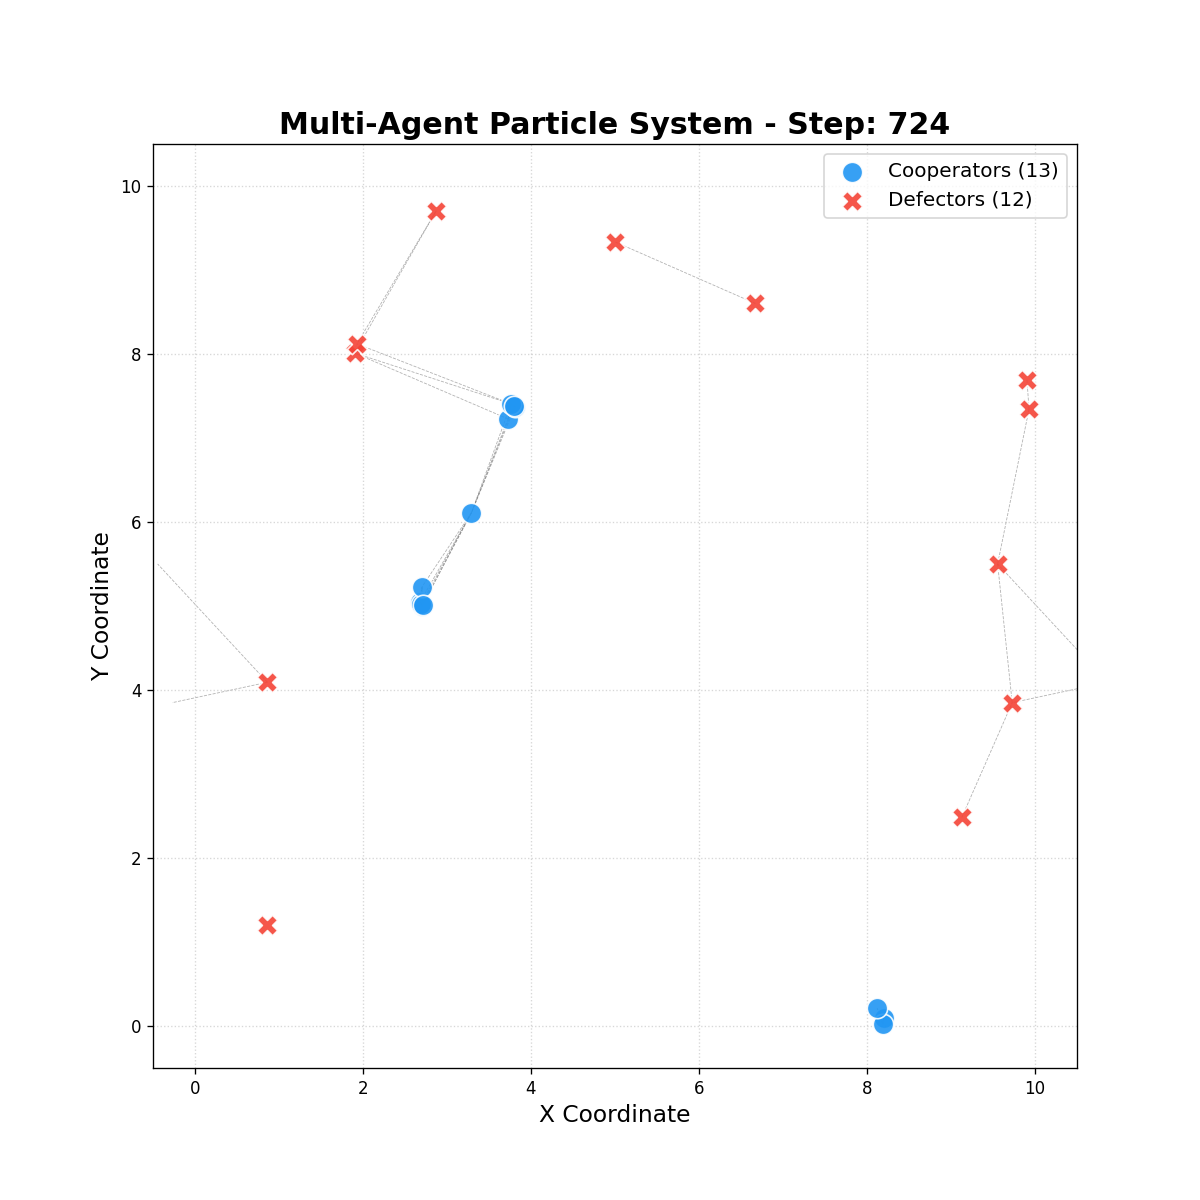 Multi-Agent Particle System - Step: 724
Cooperators (13)
Defectors (12)
10
8
6
4
2
0
Y Coordinate
0 2 4 6 8 10
X Coordinate